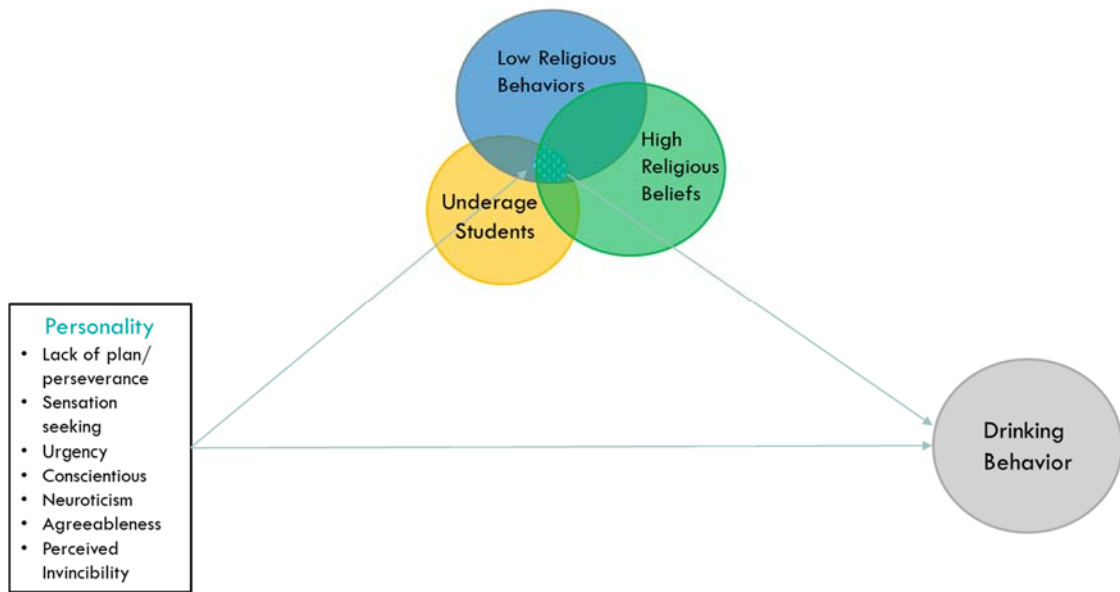 Low Religious
Behaviors
High
Religious
Beliefs
Underage
Students
Personality
• Lack of plan/
perseverance
• Sensation
seeking
• Urgency
• Conscientious
• Neuroticism
• Agreeableness
• Perceived
Invincibility
Drinking
Behavior